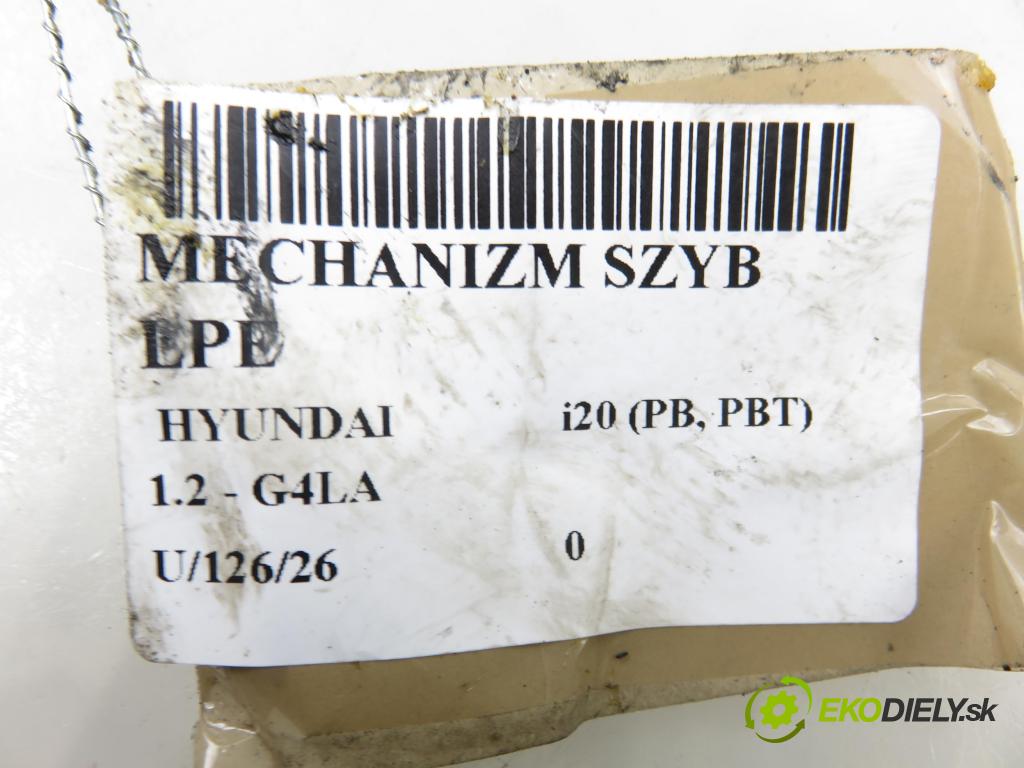 MECHANIZM SZYB
LPE
HYUNDAI i20 (PB, PBT)
1.2 - G4LA
U/126/26 0
EKODIELY.sk